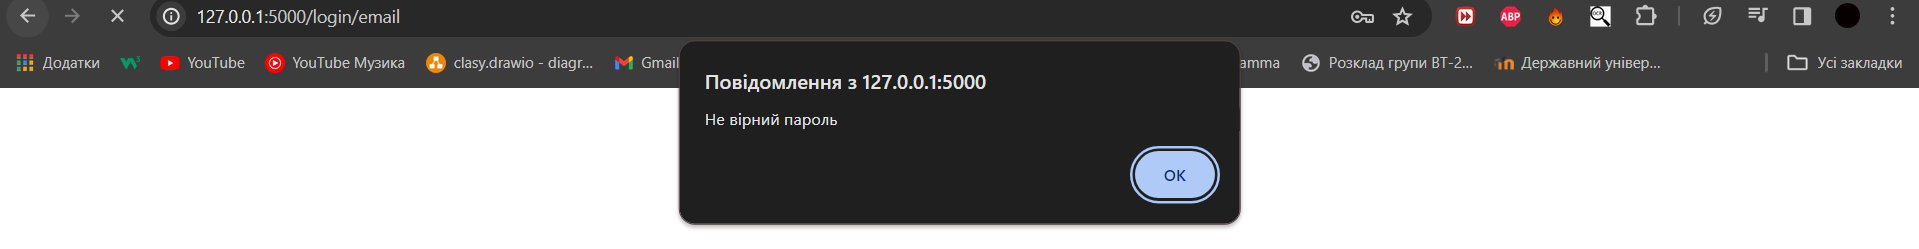 127.0.0.1:5000/login/email
ABP
Додатки
YouTube
YouTube Музика
clasy.drawio - diagr...
Gmail
amma
Розклад групи ВТ-2...
Державний універ...
Усі закладки
Повідомлення з 127.0.0.1:5000
Не вірний пароль
OK